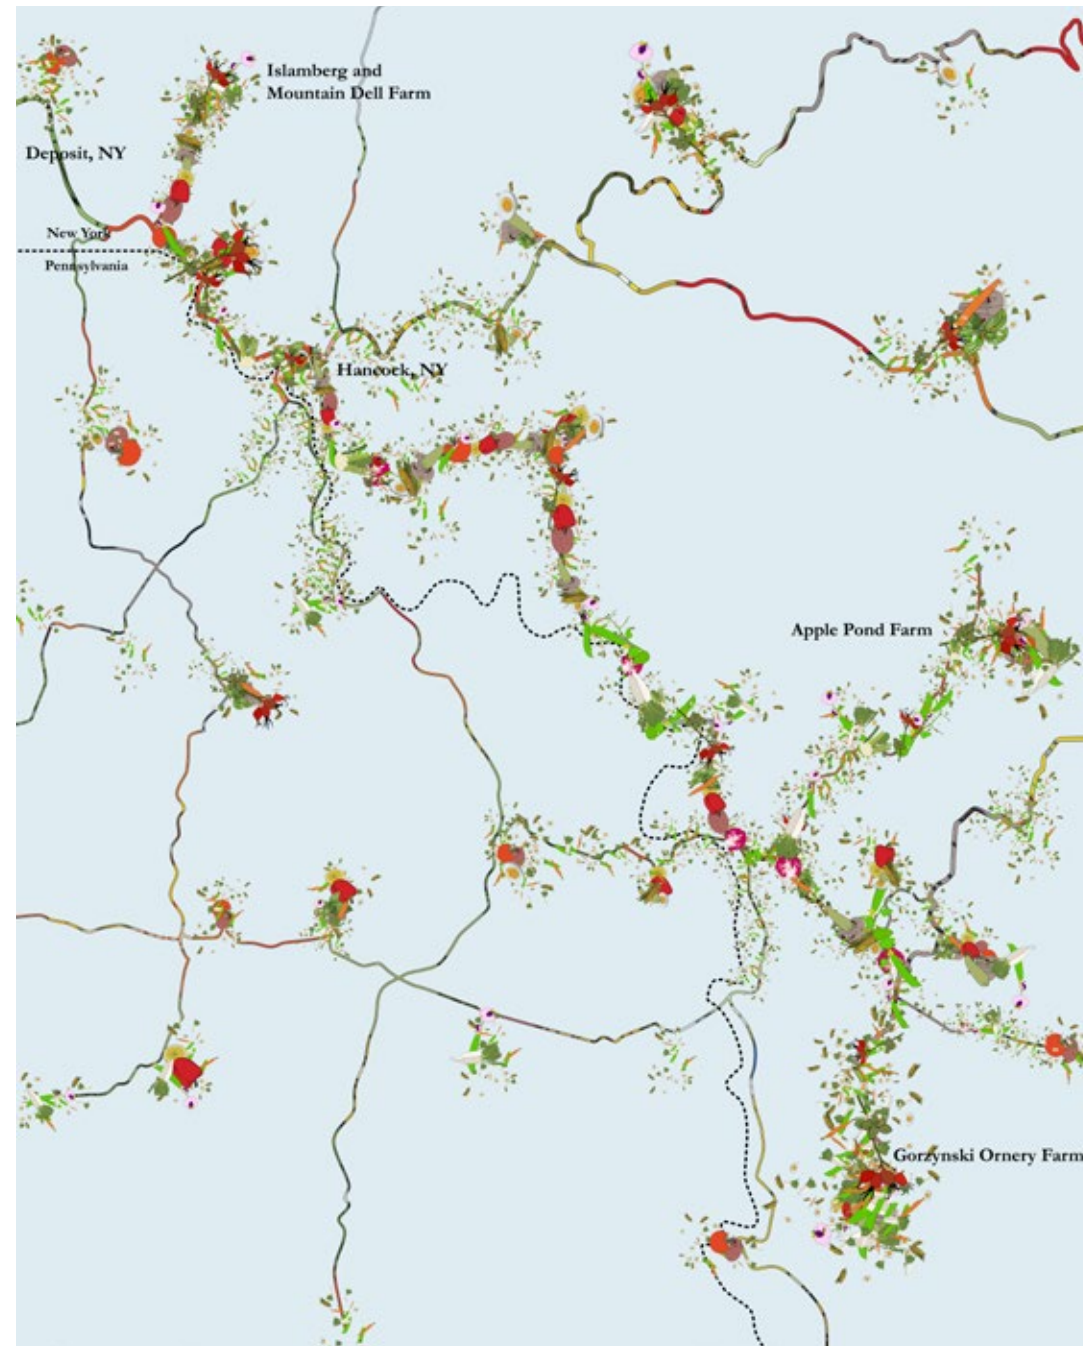 Islamberg and
Mountain Dell Farm
Deposit, NY
New York
Pennsylvania
Hancock, NY
Apple Pond Farm
Gorzynski Ornery Farm